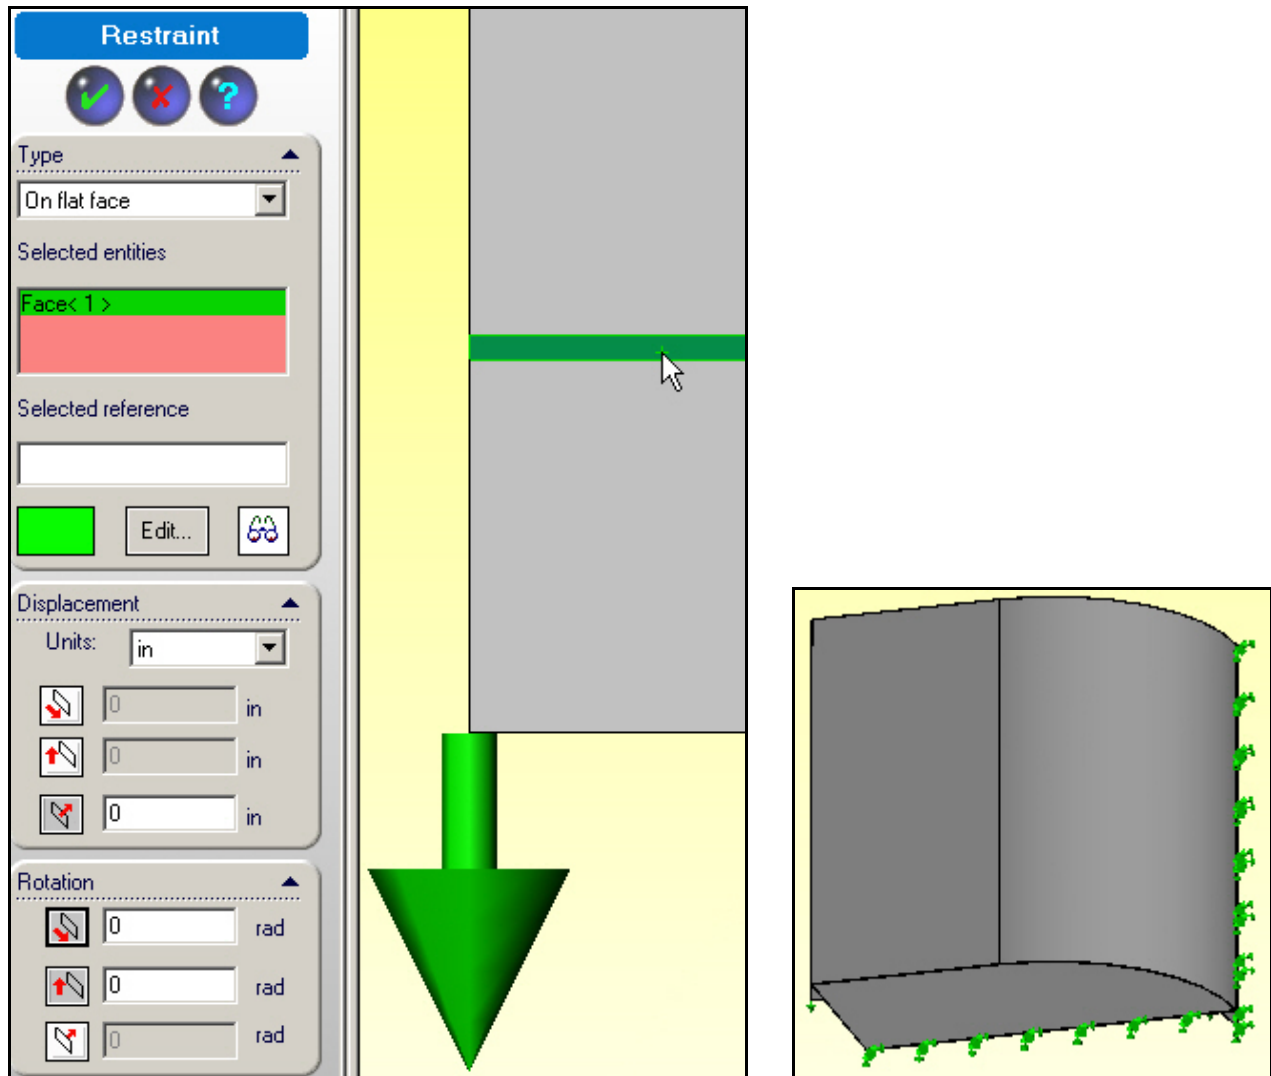 Restraint
?
Type
On flat face
Selected entities
Face< 1 >
Selected reference
Edit...
Displacement
Units: in
0 in
0 in
0 in
Rotation
0 rad
0 rad
0 rad